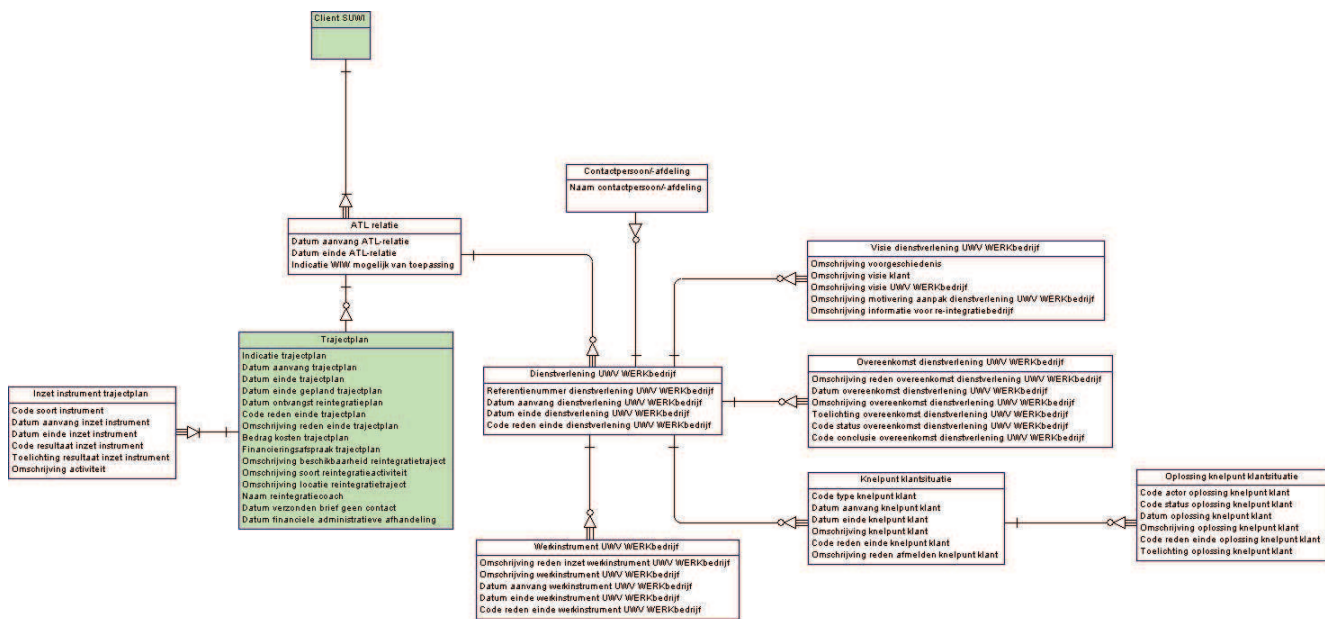 Client SUWI
Contactpersoon/-afdeling
Naam contactpersoon/-afdeling
ATL relatie
Datum aanvang ATL-relatie
Datum einde ATL-relatie
Indicatie WIW mogelijk van toepassing
Visie dienstverlening UWV WERKbedrijf
Omschrijving voorgeschiedenis
Omschrijving visie klant
Omschrijving visie UWV WERKbedrijf
Omschrijving motivering aanpak dienstverlening UWV WERKbedrijf
Omschrijving informatie voor re-integratiebedrijf
Trajectplan
Indicatie trajectplan
Datum aanvang trajectplan
Datum einde trajectplan
Datum einde gepland trajectplan
Datum ontvangst reintegratieplan
Code reden einde trajectplan
Omschrijving reden einde trajectplan
Bedrag kosten trajectplan
Financieringsafspraak trajectplan
Omschrijving beschikbaarheid reintegratietraject
Omschrijving soort reintegratieactiviteit
Omschrijving locatie reintegratietraject
Naam reintegratiecoach
Datum verzonden brief geen contact
Datum financiele administratieve afhandeling
Inzet instrument trajectplan
Code soort instrument
Datum aanvang inzet instrument
Datum einde inzet instrument
Code resultaat inzet instrument
Toelichting resultaat inzet instrument
Omschrijving activiteit
Dienstverlening UWV WERKbedrijf
Referentienummer dienstverlening UWV WERKbedrijf
Datum aanvang dienstverlening UWV WERKbedrijf
Datum einde dienstverlening UWV WERKbedrijf
Code reden einde dienstverlening UWV WERKbedrijf
Overeenkomst dienstverlening UWV WERKbedrijf
Omschrijving reden overeenkomst dienstverlening UWV WERKbedrijf
Datum overeenkomst dienstverlening UWV WERKbedrijf
Omschrijving overeenkomst dienstverlening UWV WERKbedrijf
Toelichting overeenkomst dienstverlening UWV WERKbedrijf
Code status overeenkomst dienstverlening UWV WERKbedrijf
Code conclusie overeenkomst dienstverlening UWV WERKbedrijf
Knelpunt klantsituatie
Code type knelpunt klant
Datum aanvang knelpunt klant
Datum einde knelpunt klant
Omschrijving knelpunt klant
Code reden einde knelpunt klant
Omschrijving reden afmelden knelpunt klant
Oplossing knelpunt klantsituatie
Code actor oplossing knelpunt klant
Code status oplossing knelpunt klant
Datum oplossing knelpunt klant
Omschrijving oplossing knelpunt klant
Code reden einde oplossing knelpunt klant
Toelichting oplossing knelpunt klant
Werkinstrument UWV WERKbedrijf
Omschrijving reden inzet werkinstrument UWV WERKbedrijf
Omschrijving werkinstrument UWV WERKbedrijf
Datum aanvang werkinstrument UWV WERKbedrijf
Datum einde werkinstrument UWV WERKbedrijf
Code reden einde werkinstrument UWV WERKbedrijf